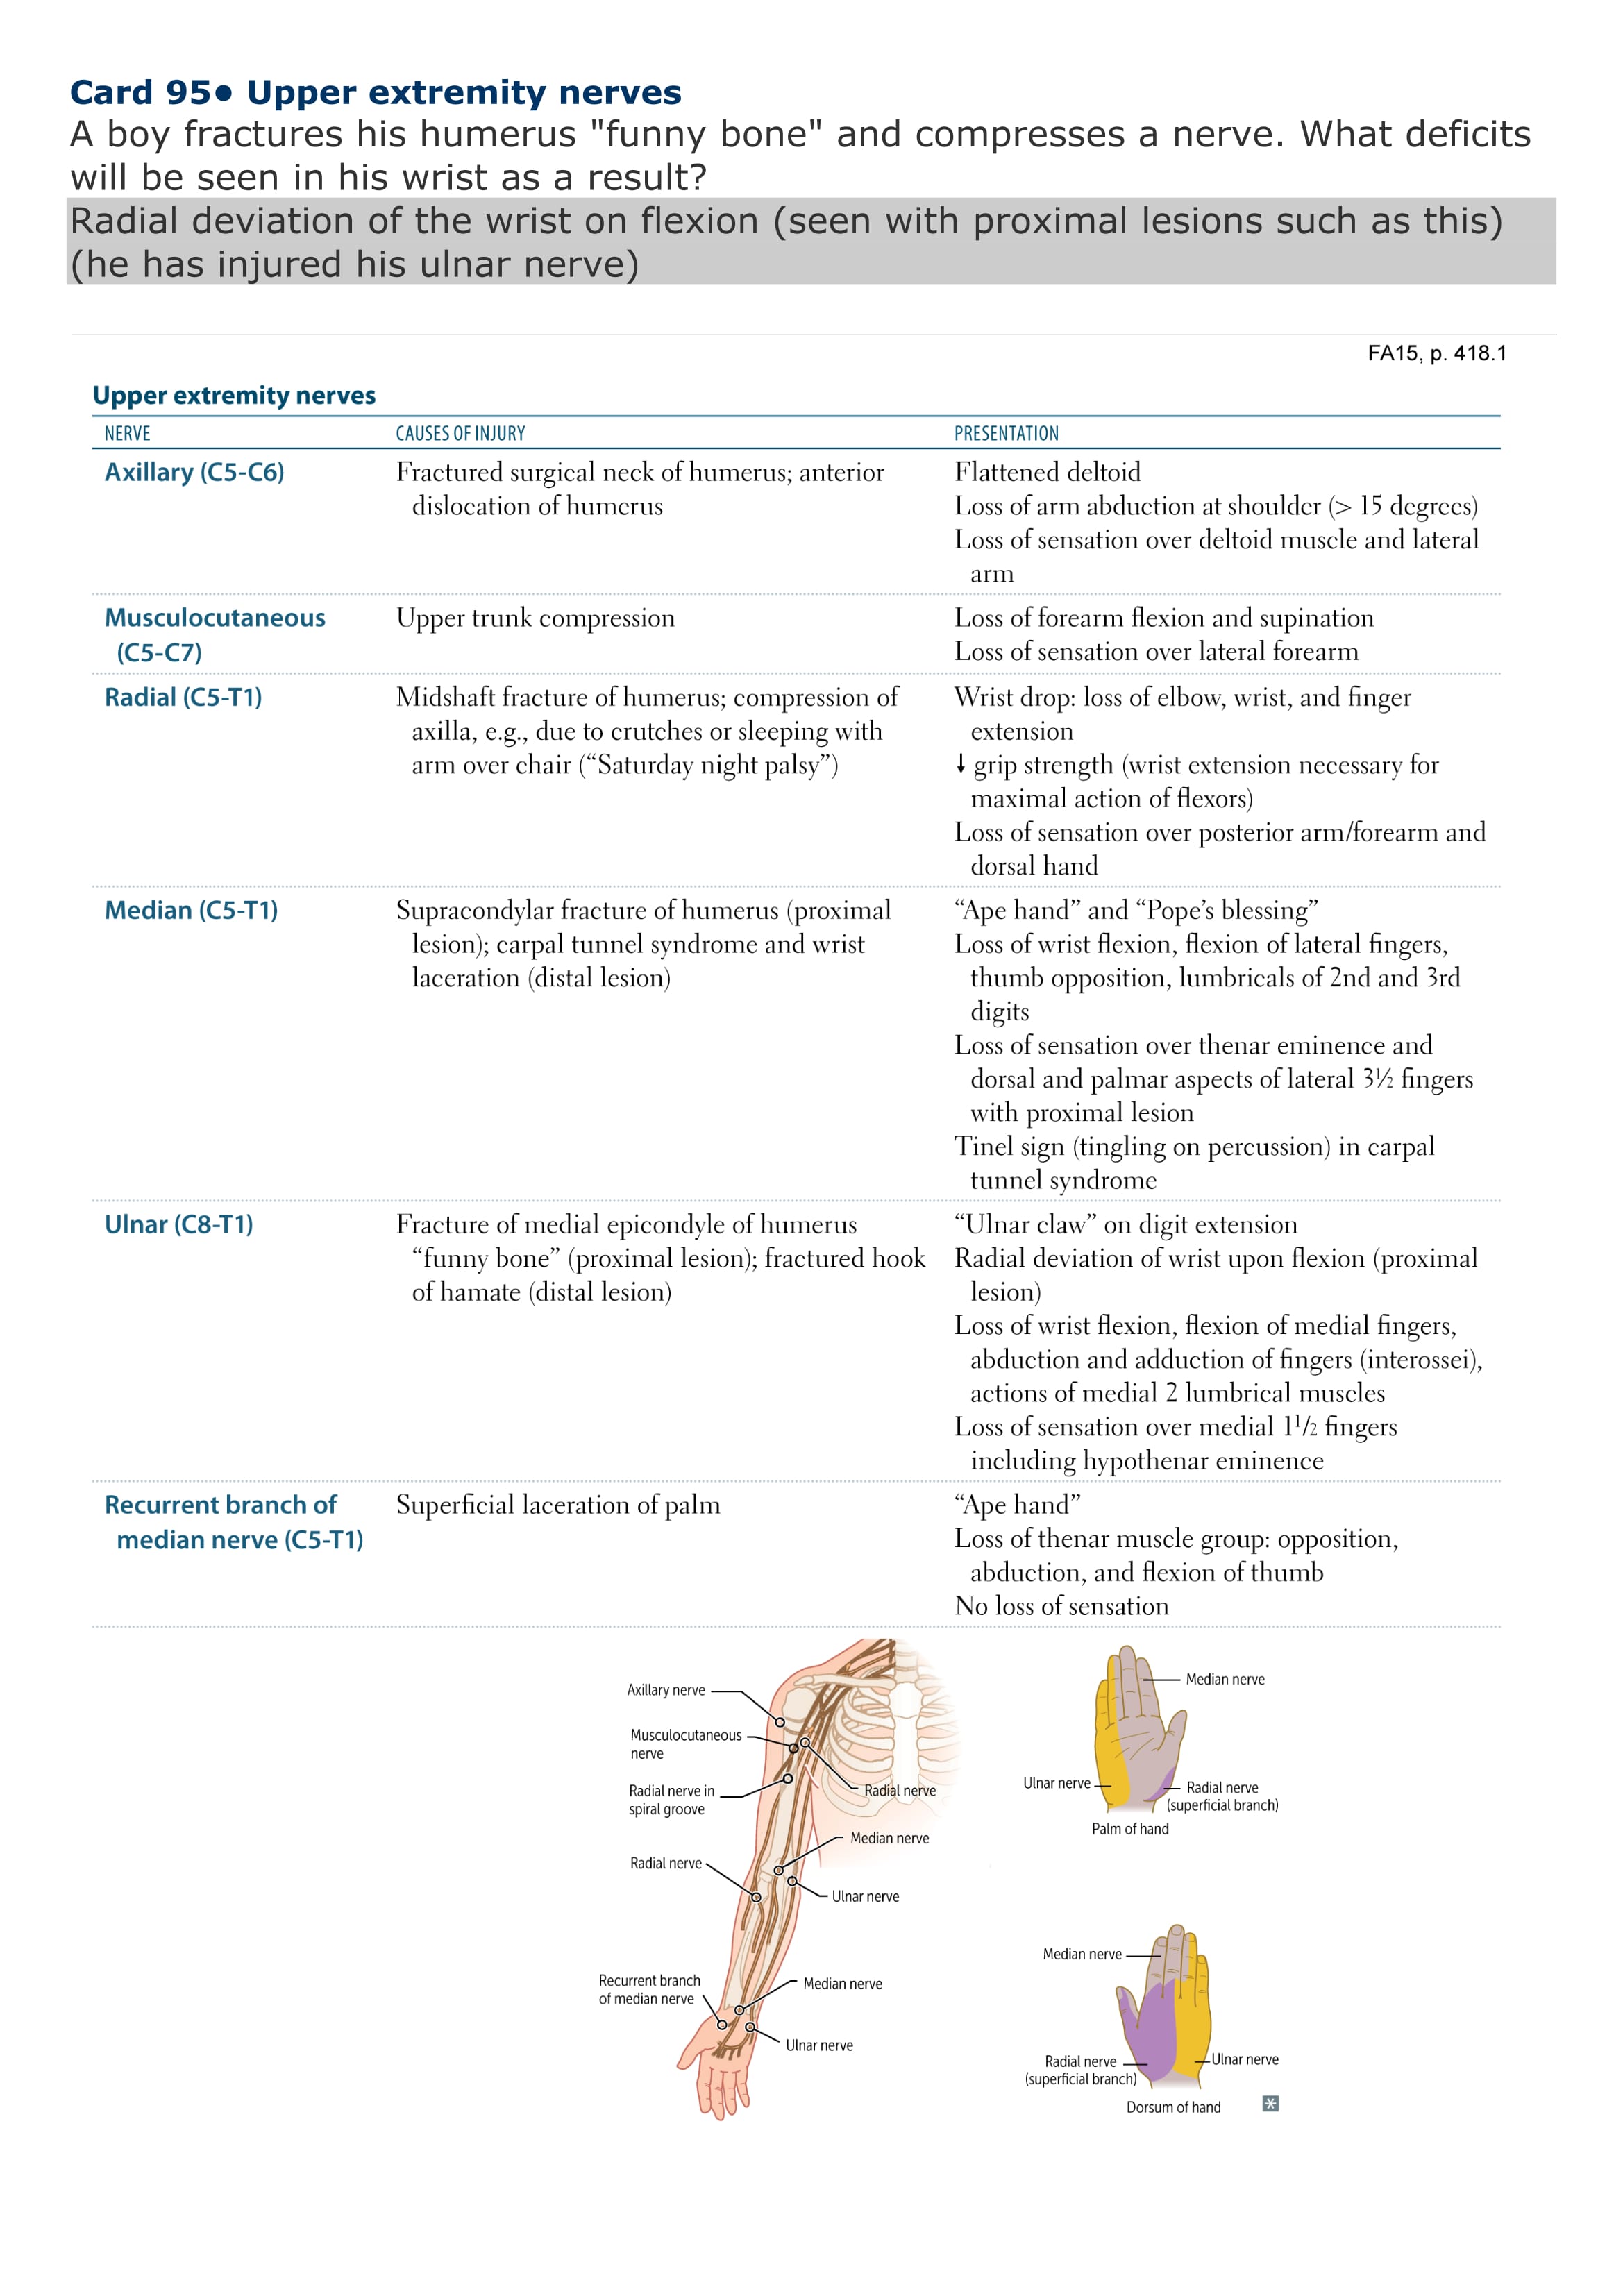 Card 95● Upper extremity nerves
A boy fractures his humerus "funny bone" and compresses a nerve. What deficits
will be seen in his wrist as a result?
Radial deviation of the wrist on flexion (seen with proximal lesions such as this)
(he has injured his ulnar nerve)
FA15, p. 418.1
Upper extremity nerves
NERVE CAUSES OF INJURY PRESENTATION
Axillary (C5-C6) Fractured surgical neck of humerus; anterior Flattened deltoid
dislocation of humerus Loss of arm abduction at shoulder (> 15 degrees)
Loss of sensation over deltoid muscle and lateral
arm
Musculocutaneous Upper trunk compression Loss of forearm flexion and supination
(C5-C7) Loss of sensation over lateral forearm
Radial (C5-T1) Midshaft fracture of humerus; compression of Wrist drop: loss of elbow, wrist, and finger
axilla, e.g., due to crutches or sleeping with extension
arm over chair (“Saturday night palsy”) ↓ grip strength (wrist extension necessary for
maximal action of flexors)
Loss of sensation over posterior arm/forearm and
dorsal hand
Median (C5-T1) Supracondylar fracture of humerus (proximal “Ape hand” and “Pope’s blessing”
lesion); carpal tunnel syndrome and wrist Loss of wrist flexion, flexion of lateral fingers,
laceration (distal lesion) thumb opposition, lumbricals of 2nd and 3rd
digits
Loss of sensation over thenar eminence and
dorsal and palmar aspects of lateral 3½ fingers
with proximal lesion
Tinel sign (tingling on percussion) in carpal
tunnel syndrome
Ulnar (C8-T1) Fracture of medial epicondyle of humerus “Ulnar claw” on digit extension
“funny bone” (proximal lesion); fractured hook Radial deviation of wrist upon flexion (proximal
of hamate (distal lesion) lesion)
Loss of wrist flexion, flexion of medial fingers,
abduction and adduction of fingers (interossei),
actions of medial 2 lumbrical muscles
Loss of sensation over medial 1¹/₂ fingers
including hypothenar eminence
Recurrent branch of Superficial laceration of palm “Ape hand”
median nerve (C5-T1) Loss of thenar muscle group: opposition,
abduction, and flexion of thumb
No loss of sensation
Axillary nerve
Musculocutaneous
nerve
Radial nerve in
spiral groove
Radial nerve
Median nerve
Radial nerve
Ulnar nerve
Recurrent branch
of median nerve
Median nerve
Ulnar nerve
Median nerve
Ulnar nerve
Radial nerve
(superficial branch)
Palm of hand
Median nerve
Radial nerve
(superficial branch)
Ulnar nerve
Dorsum of hand